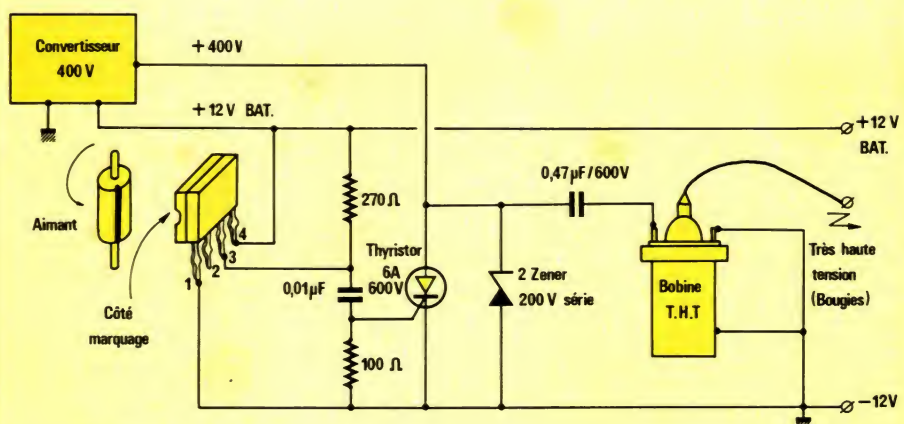 Convertisseur
400 V
+ 400 V
+ 12 V BAT.
+12 V
BAT.
Aimant
Côté
marquage
1
2
3
4
270 Ω
0,01µF
100 Ω
Thyristor
6A
600V
0,47µF/600V
2 Zener
200 V série
Bobine
T.H.T
Très haute
tension
(Bougies)
−12V